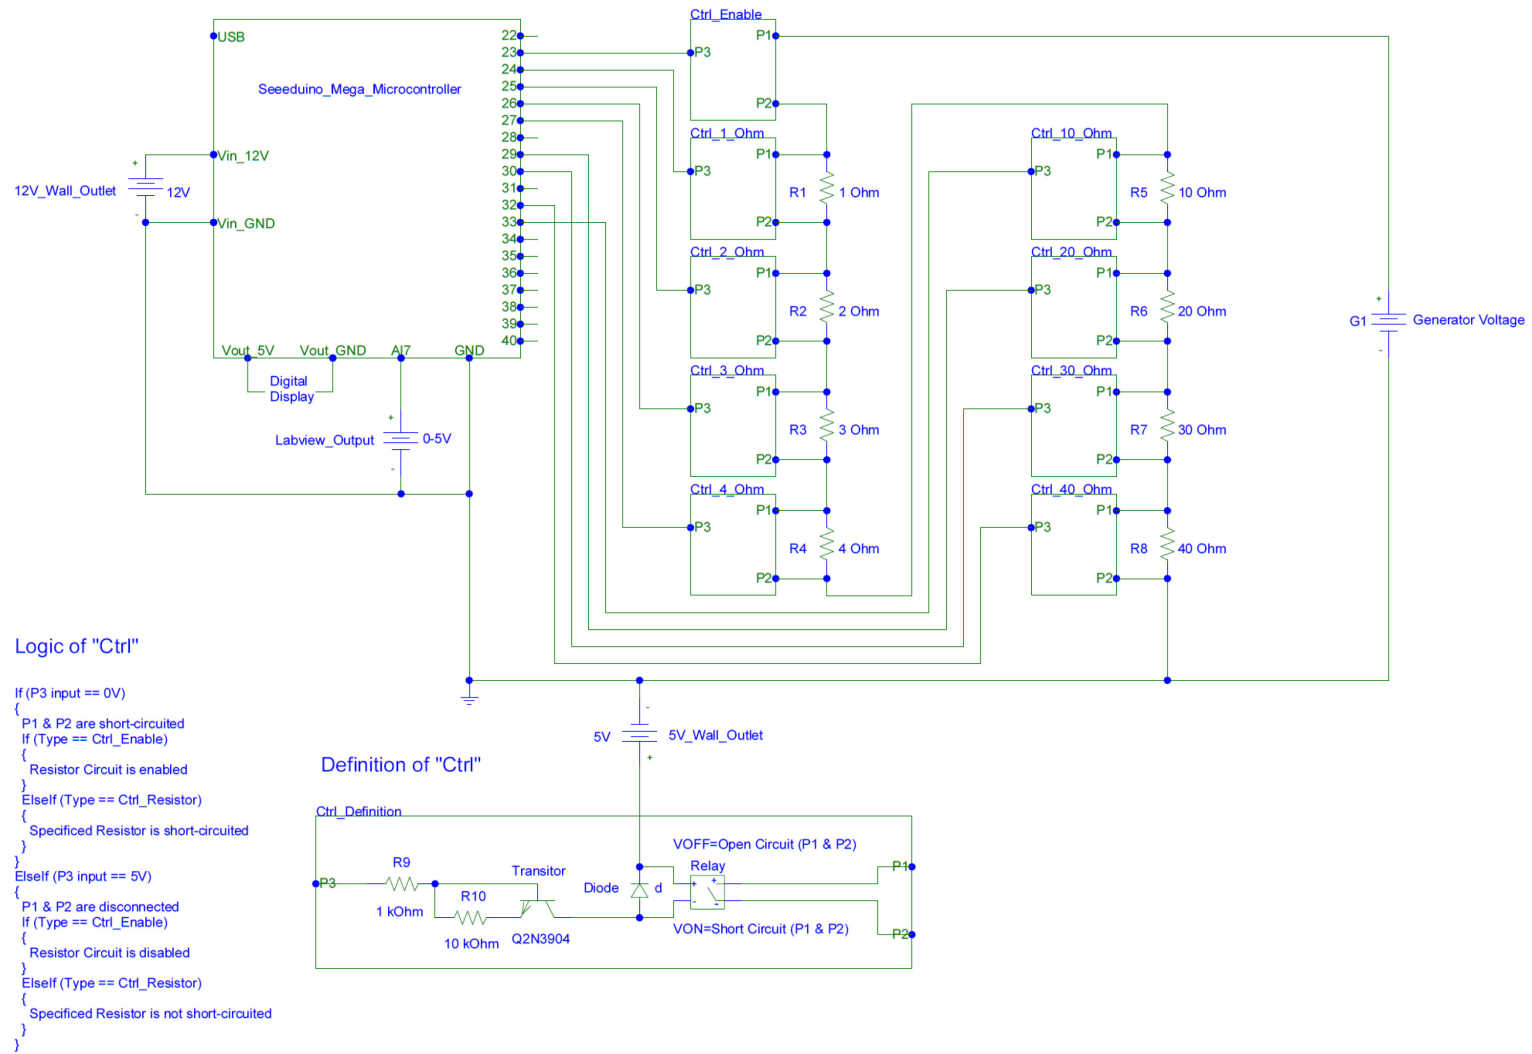 Ctrl_Enable
USB
22
P1
23
P3
24
25
Seeeduino_Mega_Microcontroller
26
P2
27
28
Ctrl_1_Ohm
Ctrl_10_Ohm
Vin_12V
29
P1
P1
30
P3
P3
12V_Wall_Outlet
+
12V
-
31
R1
1 Ohm
R5
10 Ohm
32
Vin_GND
33
P2
P2
34
Ctrl_2_Ohm
Ctrl_20_Ohm
35
36
P1
P1
37
P3
P3
38
R2
2 Ohm
R6
20 Ohm
39
+
G1
Generator Voltage
-
40
P2
P2
Vout_5V
Vout_GND
AI7
GND
Digital
Display
Ctrl_3_Ohm
Ctrl_30_Ohm
P1
P1
P3
P3
+
Labview_Output
0-5V
-
R3
3 Ohm
R7
30 Ohm
P2
P2
Ctrl_4_Ohm
Ctrl_40_Ohm
P1
P1
P3
P3
R4
4 Ohm
R8
40 Ohm
P2
P2
Logic of "Ctrl"
If (P3 input == 0V)
{
P1 & P2 are short-circuited
If (Type == Ctrl_Enable)
{
Resistor Circuit is enabled
}
ElseIf (Type == Ctrl_Resistor)
{
Specificed Resistor is short-circuited
}
}
ElseIf (P3 input == 5V)
{
P1 & P2 are disconnected
If (Type == Ctrl_Enable)
{
Resistor Circuit is disabled
}
ElseIf (Type == Ctrl_Resistor)
{
Specificed Resistor is not short-circuited
}
}
-
5V
5V_Wall_Outlet
+
Definition of "Ctrl"
Ctrl_Definition
VOFF=Open Circuit (P1 & P2)
R9
Transitor
Relay
P1
P3
R10
Diode
d
+
+
-
-
1 kOhm
10 kOhm
Q2N3904
VON=Short Circuit (P1 & P2)
P2